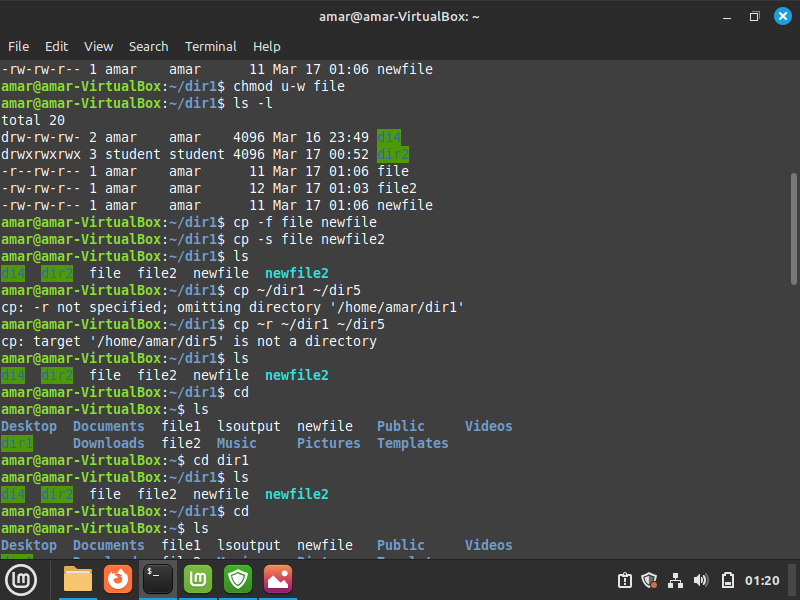 amar@amar-VirtualBox: ~
File Edit View Search Terminal Help
-rw-rw-r-- 1 amar    amar      11 Mar 17 01:06 newfile
amar@amar-VirtualBox:~/dir1$ chmod u-w file
amar@amar-VirtualBox:~/dir1$ ls -l
total 20
drw-rw-rw- 2 amar    amar    4096 Mar 16 23:49 di4
drwxrwxrwx 3 student student 4096 Mar 17 00:52 dir2
-r--rw-r-- 1 amar    amar      11 Mar 17 01:06 file
-rw-rw-r-- 1 amar    amar      12 Mar 17 01:03 file2
-rw-rw-r-- 1 amar    amar      11 Mar 17 01:06 newfile
amar@amar-VirtualBox:~/dir1$ cp -f file newfile
amar@amar-VirtualBox:~/dir1$ cp -s file newfile2
amar@amar-VirtualBox:~/dir1$ ls
di4  dir2  file  file2  newfile  newfile2
amar@amar-VirtualBox:~/dir1$ cp ~/dir1 ~/dir5
cp: -r not specified; omitting directory '/home/amar/dir1'
amar@amar-VirtualBox:~/dir1$ cp ~r ~/dir1 ~/dir5
cp: target '/home/amar/dir5' is not a directory
amar@amar-VirtualBox:~/dir1$ ls
di4  dir2  file  file2  newfile  newfile2
amar@amar-VirtualBox:~/dir1$ cd
amar@amar-VirtualBox:~$ ls
Desktop  Documents  file1  lsoutput  newfile   Public     Videos
dir1     Downloads  file2  Music     Pictures  Templates
amar@amar-VirtualBox:~$ cd dir1
amar@amar-VirtualBox:~/dir1$ ls
di4  dir2  file  file2  newfile  newfile2
amar@amar-VirtualBox:~/dir1$ cd
amar@amar-VirtualBox:~$ ls
Desktop  Documents  file1  lsoutput  newfile   Public     Videos
01:20